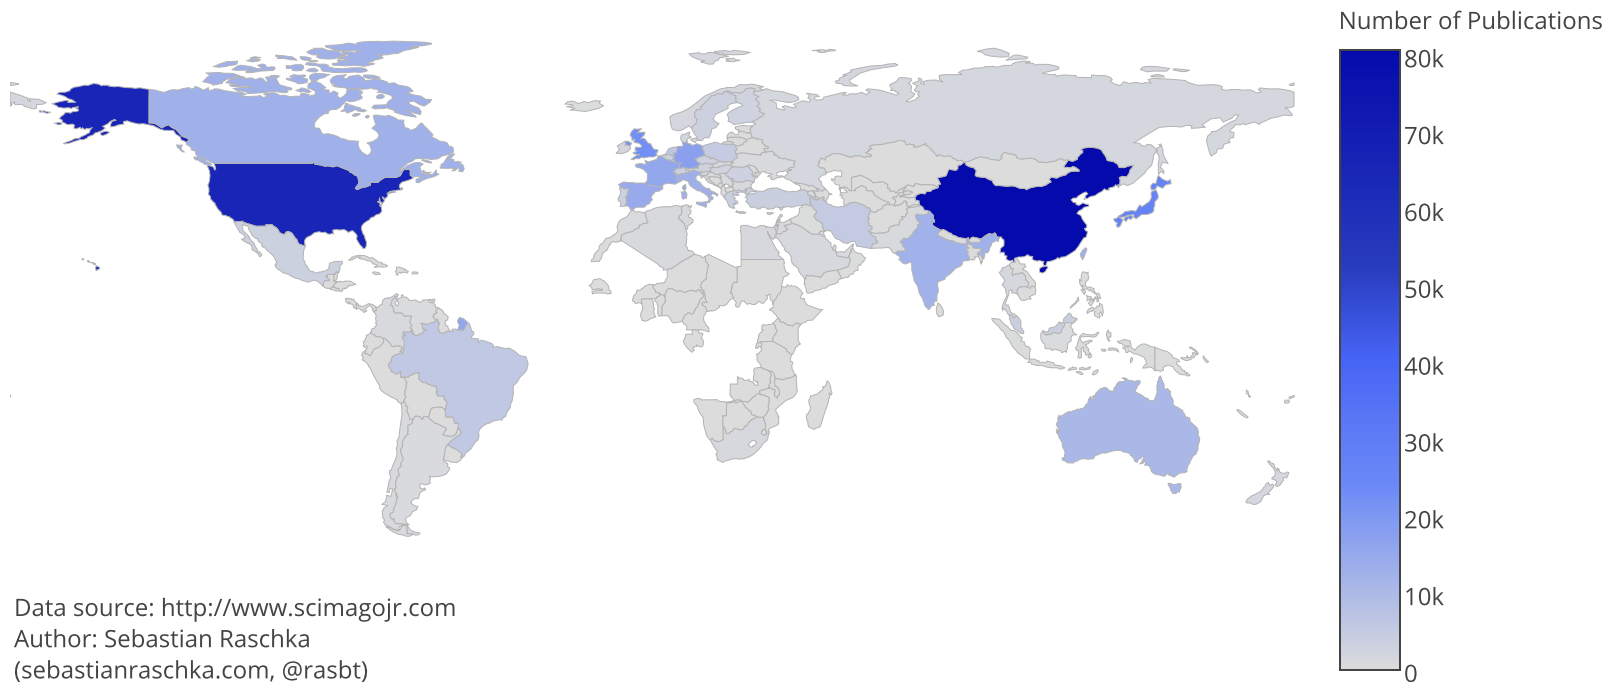 Number of Publications
80k
70k
60k
50k
40k
30k
20k
10k
0
Data source: http://www.scimagojr.com
Author: Sebastian Raschka
(sebastianraschka.com, @rasbt)